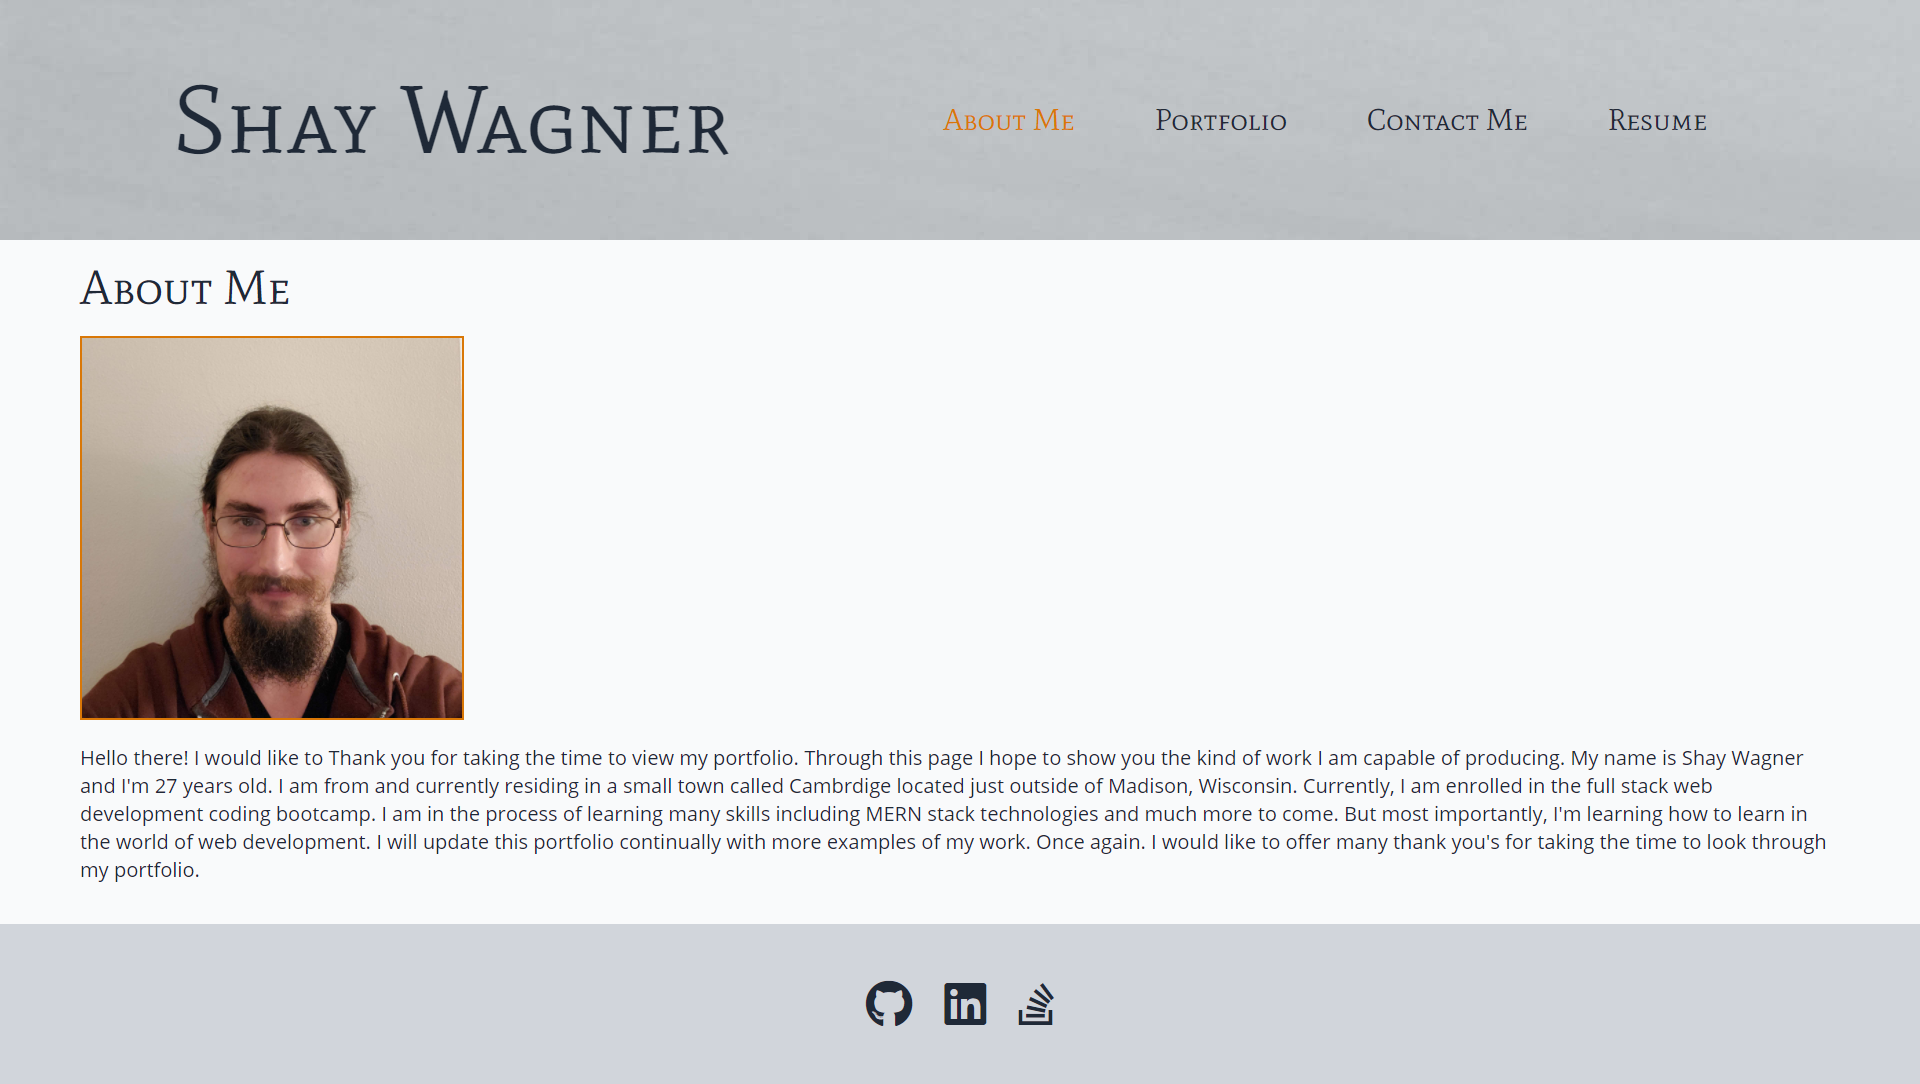 Shay Wagner
About Me
Portfolio
Contact Me
Resume
About Me
Hello there! I would like to Thank you for taking the time to view my portfolio. Through this page I hope to show you the kind of work I am capable of producing. My name is Shay Wagner
and I'm 27 years old. I am from and currently residing in a small town called Cambrdige located just outside of Madison, Wisconsin. Currently, I am enrolled in the full stack web
development coding bootcamp. I am in the process of learning many skills including MERN stack technologies and much more to come. But most importantly, I'm learning how to learn in
the world of web development. I will update this portfolio continually with more examples of my work. Once again. I would like to offer many thank you's for taking the time to look through
my portfolio.
in